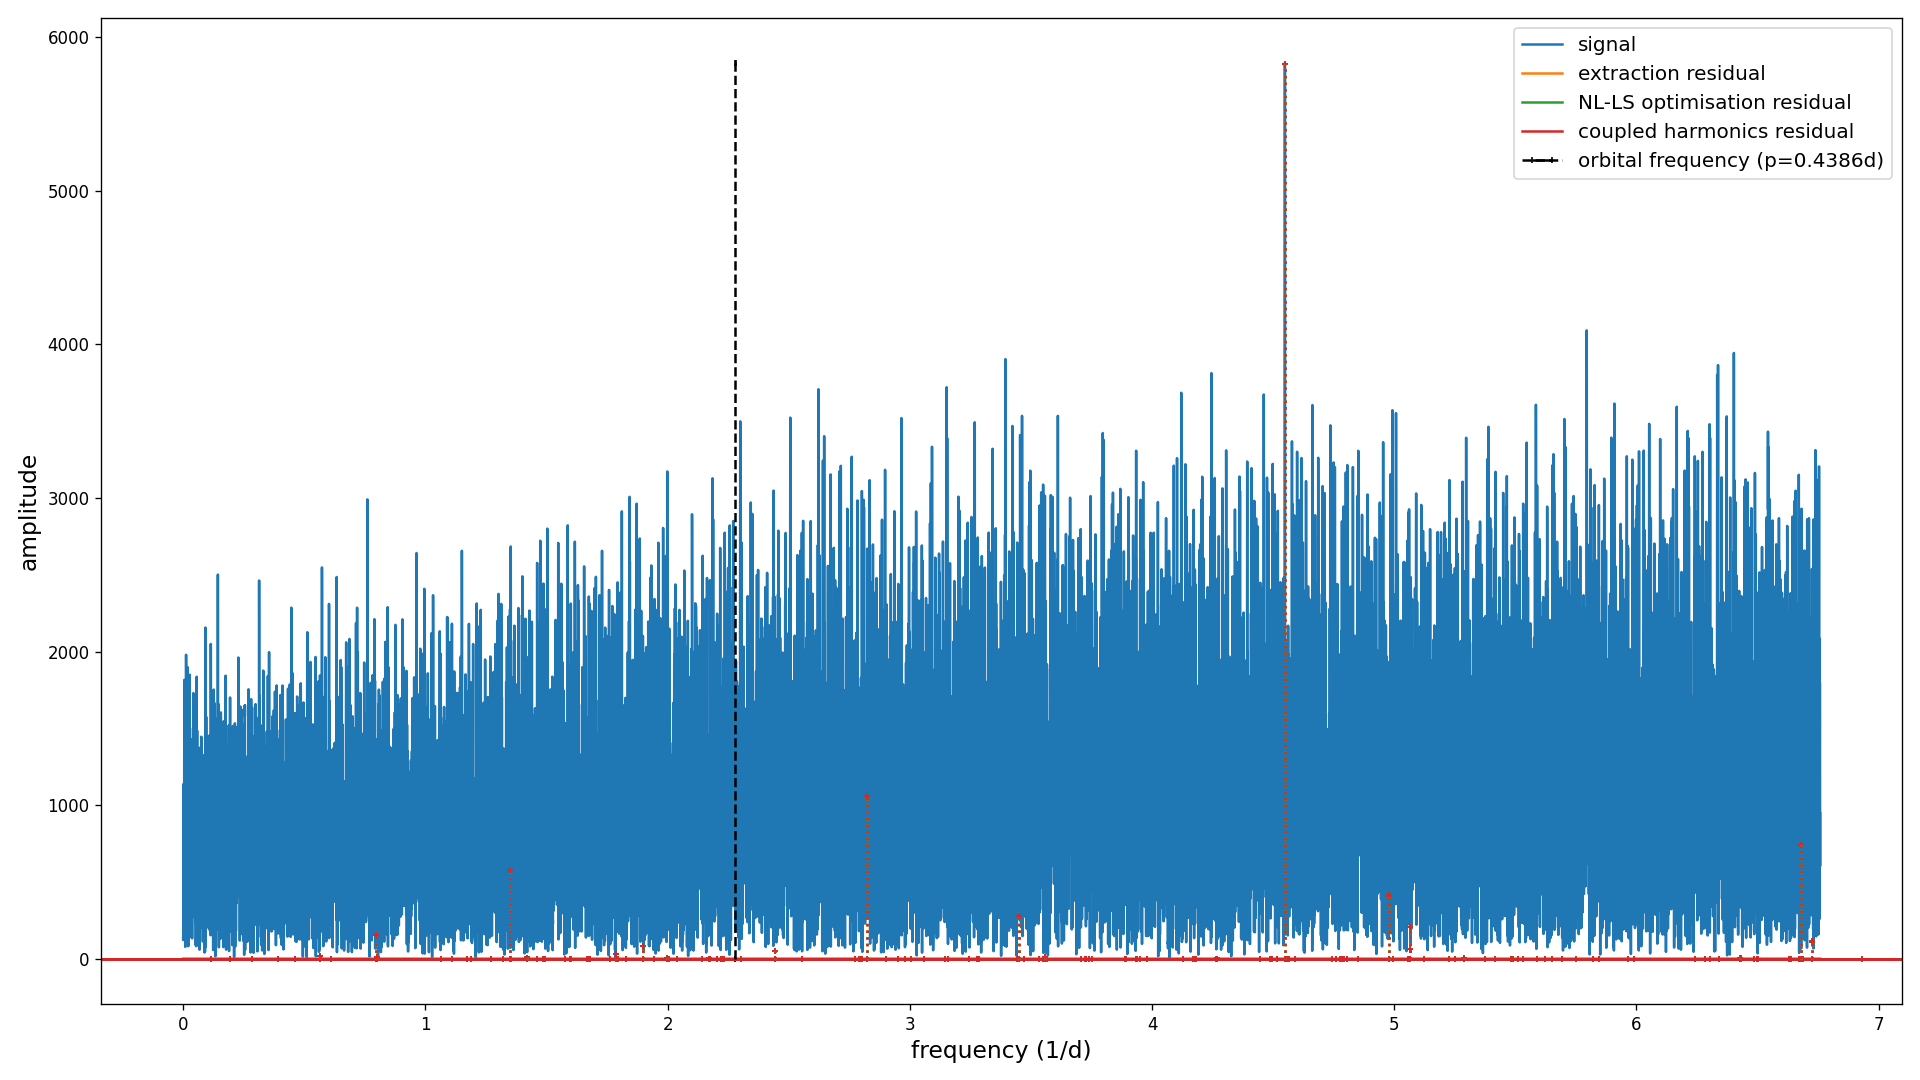 6000
5000
4000
3000
2000
1000
0
amplitude
0 1 2 3 4 5 6 7
frequency (1/d)
signal
extraction residual
NL-LS optimisation residual
coupled harmonics residual
orbital frequency (p=0.4386d)